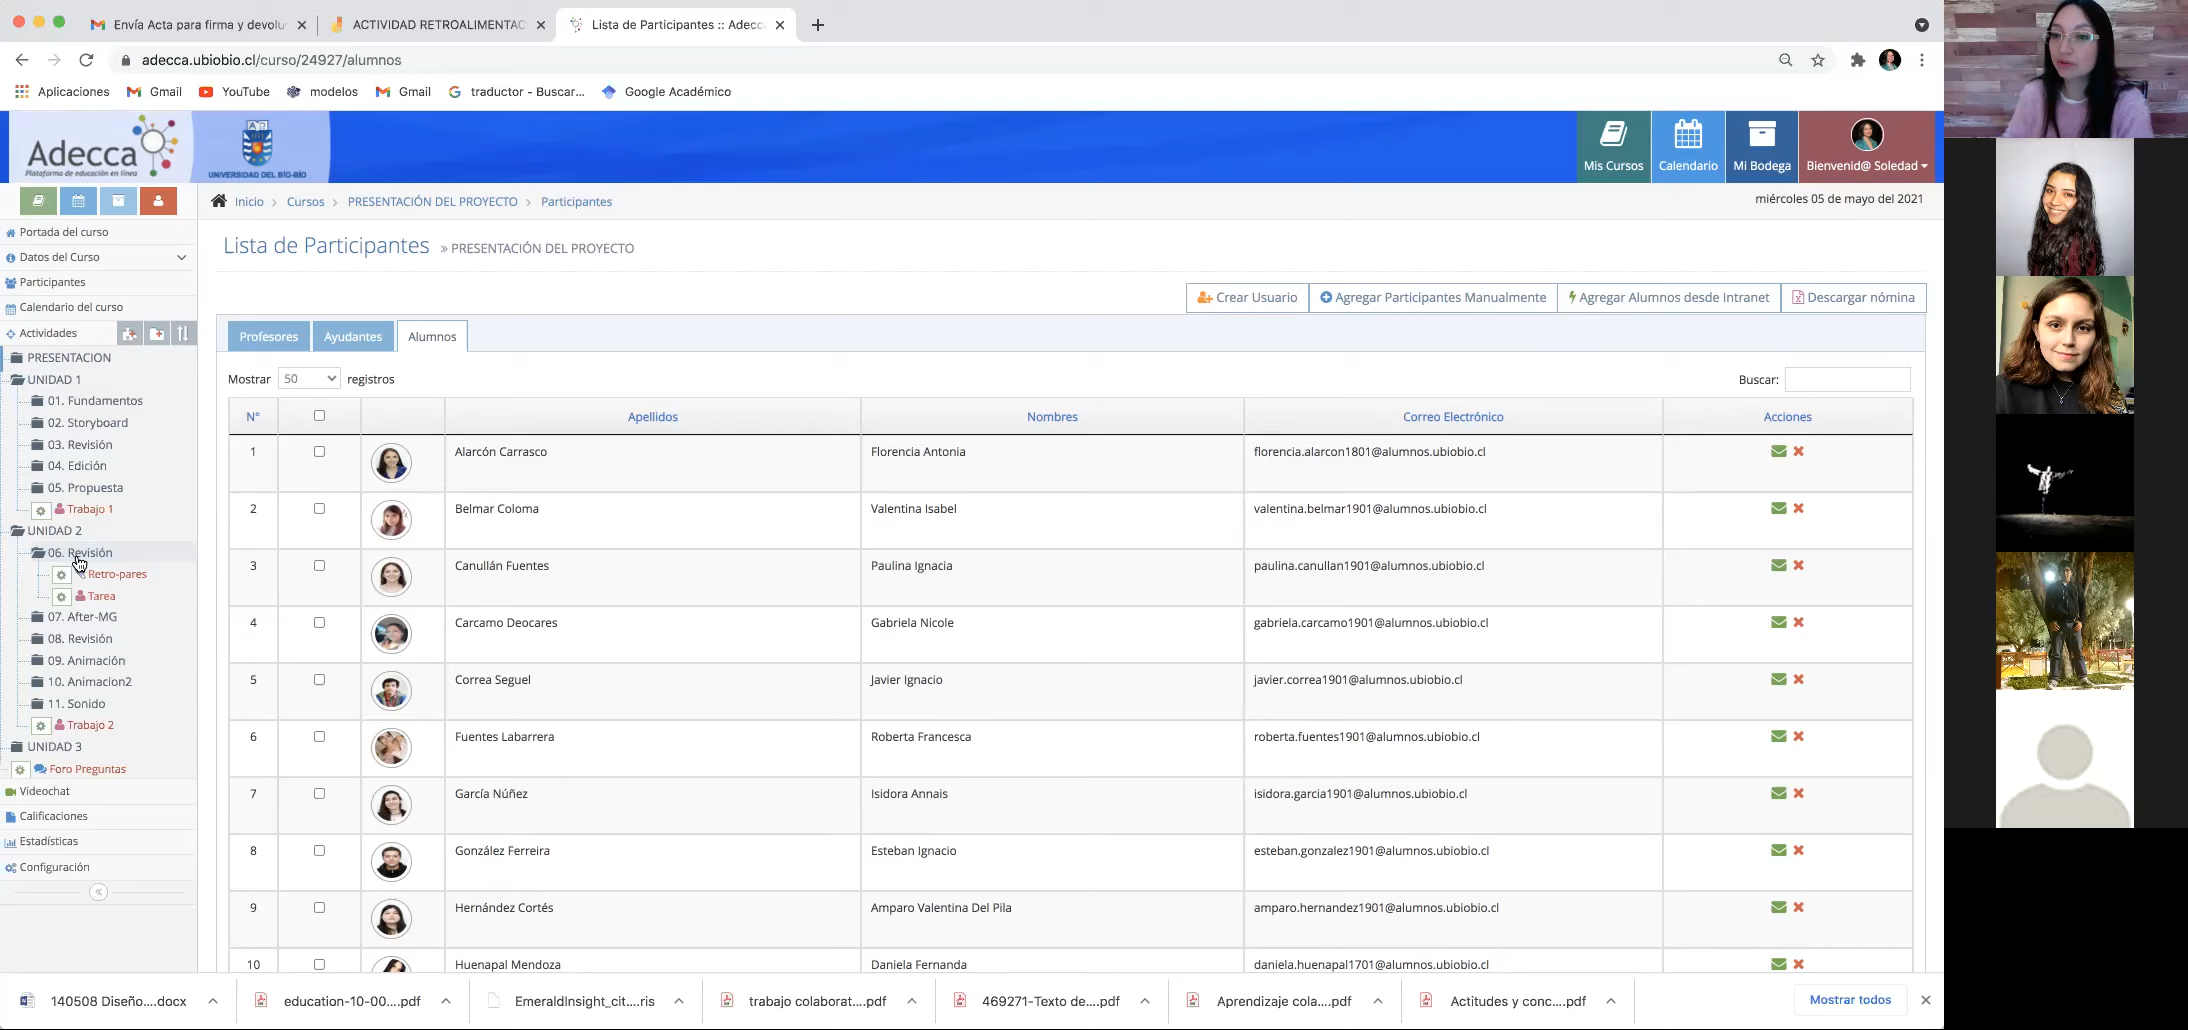 Envía Acta para firma y devolu
ACTIVIDAD RETROALIMENTAC
Lista de Participantes :: Adecc
adecca.ubiobio.cl/curso/24927/alumnos
Aplicaciones Gmail YouTube modelos Gmail traductor - Buscar... Google Académico
Adecca
Plataforma de educación en línea
UNIVERSIDAD DEL BÍO-BÍO
Mis Cursos Calendario Mi Bodega Bienvenid@ Soledad
Inicio Cursos PRESENTACIÓN DEL PROYECTO Participantes
miércoles 05 de mayo del 2021
Portada del curso
Datos del Curso
Participantes
Calendario del curso
Actividades
PRESENTACION
UNIDAD 1
01. Fundamentos
02. Storyboard
03. Revisión
04. Edición
05. Propuesta
Trabajo 1
UNIDAD 2
06. Revisión
Retro-pares
Tarea
07. After-MG
08. Revisión
09. Animación
10. Animacion2
11. Sonido
Trabajo 2
UNIDAD 3
Foro Preguntas
Videochat
Calificaciones
Estadísticas
Configuración
Lista de Participantes » PRESENTACIÓN DEL PROYECTO
Crear Usuario Agregar Participantes Manualmente Agregar Alumnos desde Intranet Descargar nómina
Profesores Ayudantes Alumnos
Mostrar 50 registros
Buscar:
N° Apellidos Nombres Correo Electrónico Acciones
1 Alarcón Carrasco Florencia Antonia florencia.alarcon1801@alumnos.ubiobio.cl
2 Belmar Coloma Valentina Isabel valentina.belmar1901@alumnos.ubiobio.cl
3 Canullán Fuentes Paulina Ignacia paulina.canullan1901@alumnos.ubiobio.cl
4 Carcamo Deocares Gabriela Nicole gabriela.carcamo1901@alumnos.ubiobio.cl
5 Correa Seguel Javier Ignacio javier.correa1901@alumnos.ubiobio.cl
6 Fuentes Labarrera Roberta Francesca roberta.fuentes1901@alumnos.ubiobio.cl
7 García Núñez Isidora Annais isidora.garcia1901@alumnos.ubiobio.cl
8 González Ferreira Esteban Ignacio esteban.gonzalez1901@alumnos.ubiobio.cl
9 Hernández Cortés Amparo Valentina Del Pila amparo.hernandez1901@alumnos.ubiobio.cl
10 Huenapal Mendoza Daniela Fernanda daniela.huenapal1701@alumnos.ubiobio.cl
140508 Diseño....docx education-10-00....pdf EmeraldInsight_cit....ris trabajo colaborat....pdf 469271-Texto de....pdf Aprendizaje cola....pdf Actitudes y conc....pdf Mostrar todos